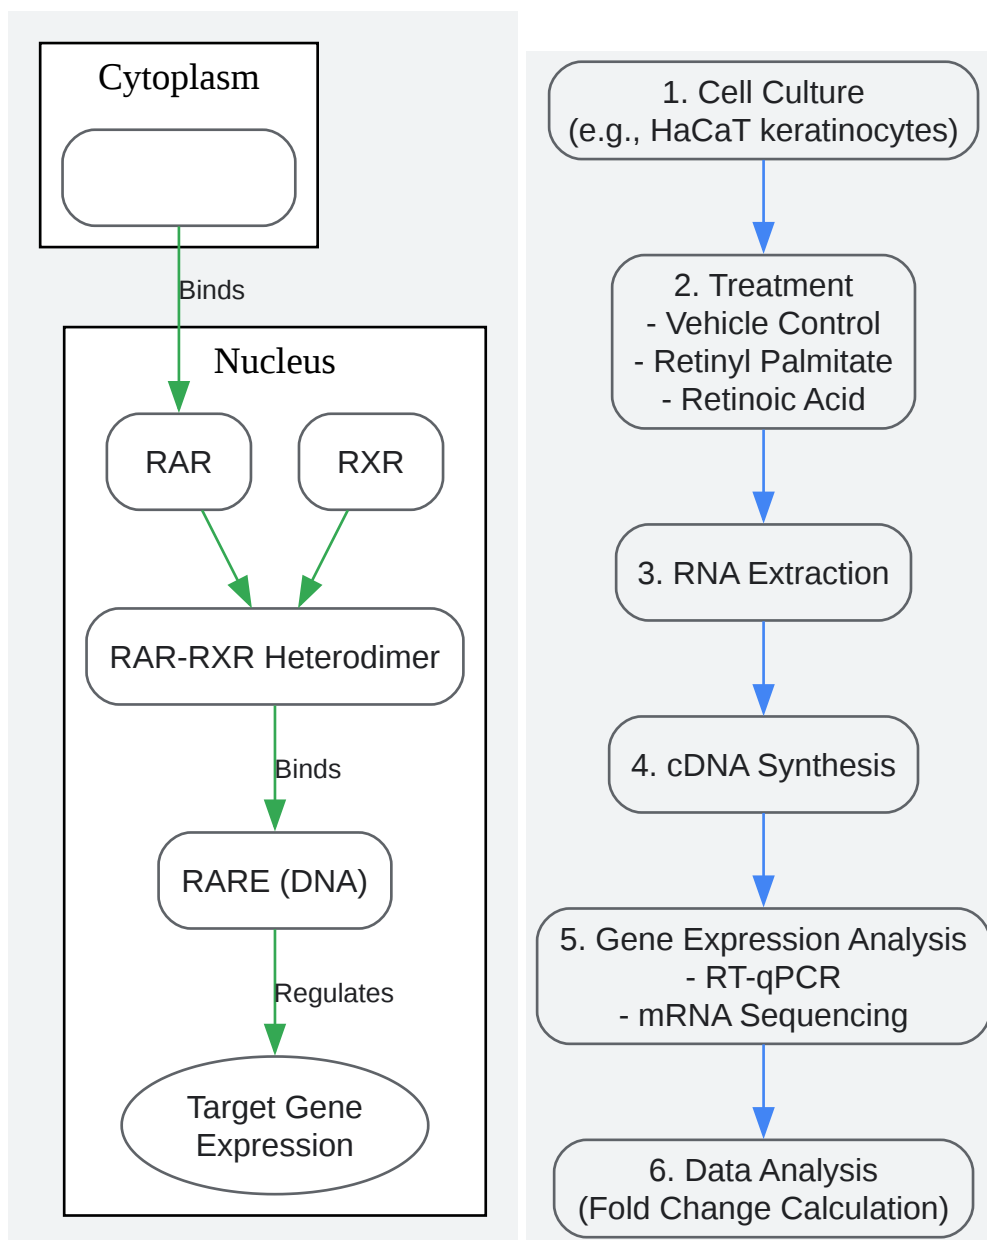 Cytoplasm
Binds
Nucleus
RAR
RXR
RAR-RXR Heterodimer
Binds
RARE (DNA)
Regulates
Target Gene
Expression
1. Cell Culture
(e.g., HaCaT keratinocytes)
2. Treatment
- Vehicle Control
- Retinyl Palmitate
- Retinoic Acid
3. RNA Extraction
4. cDNA Synthesis
5. Gene Expression Analysis
- RT-qPCR
- mRNA Sequencing
6. Data Analysis
(Fold Change Calculation)